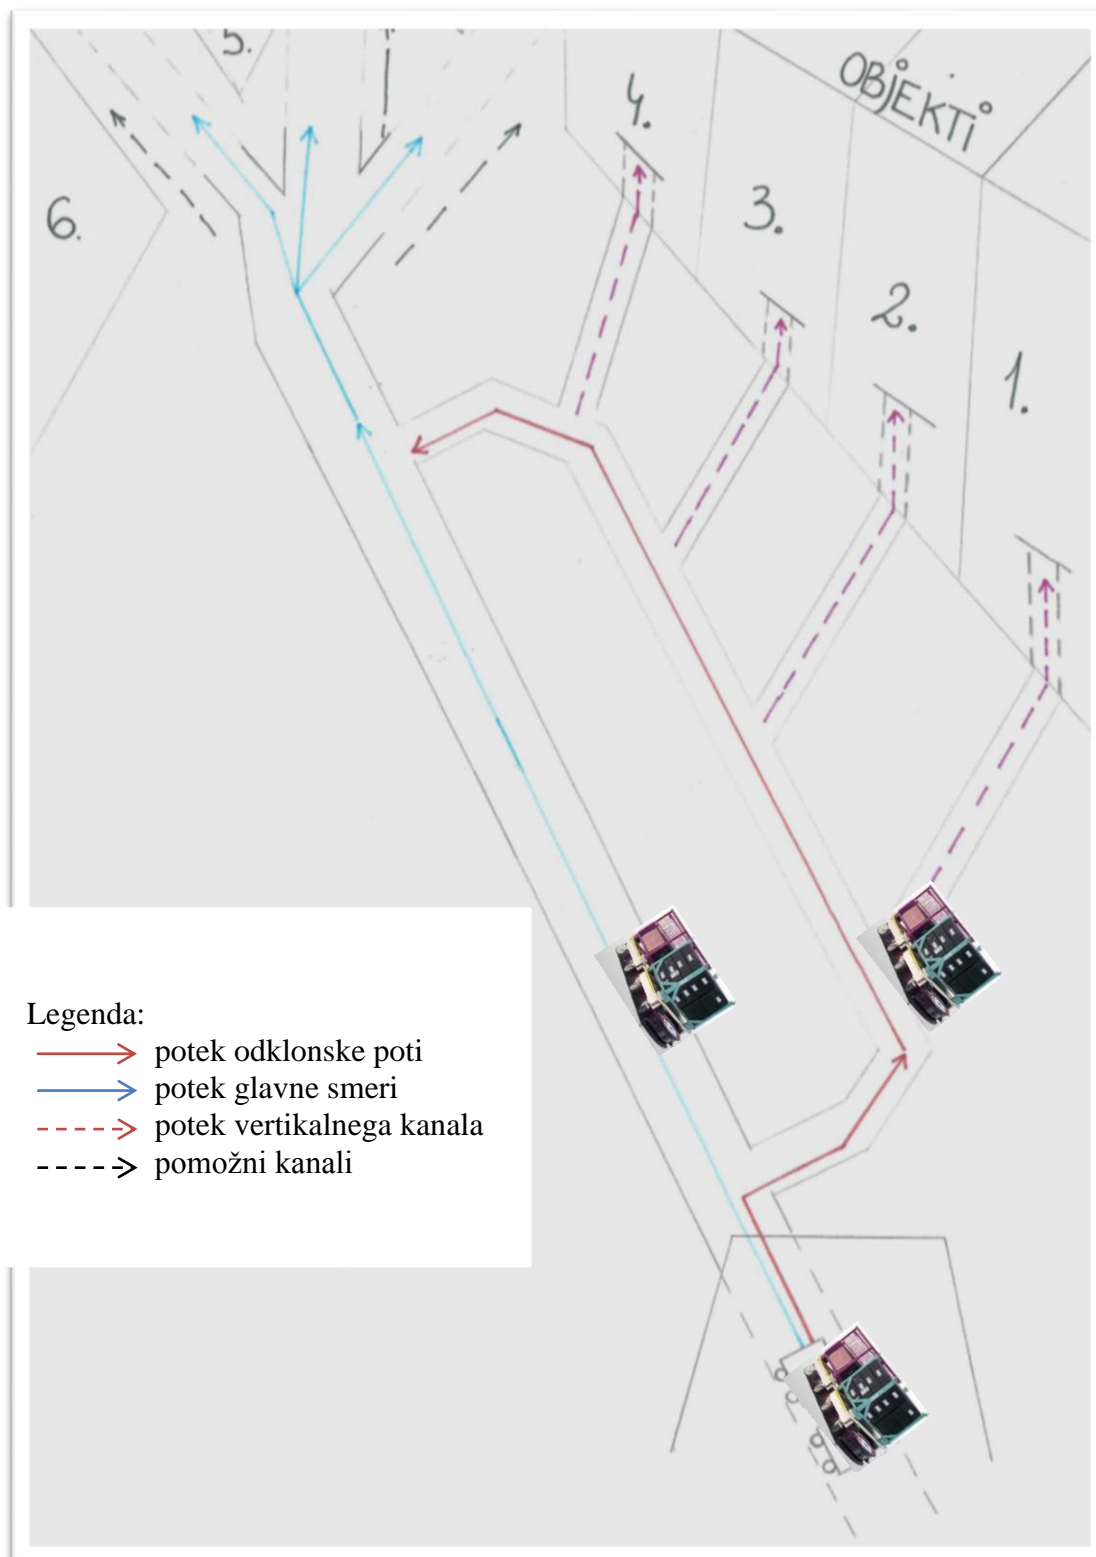 5.
4.
OBJEKTI
3.
6.
2.
1.
Legenda:
potek odklonske poti
potek glavne smeri
potek vertikalnega kanala
pomožni kanali